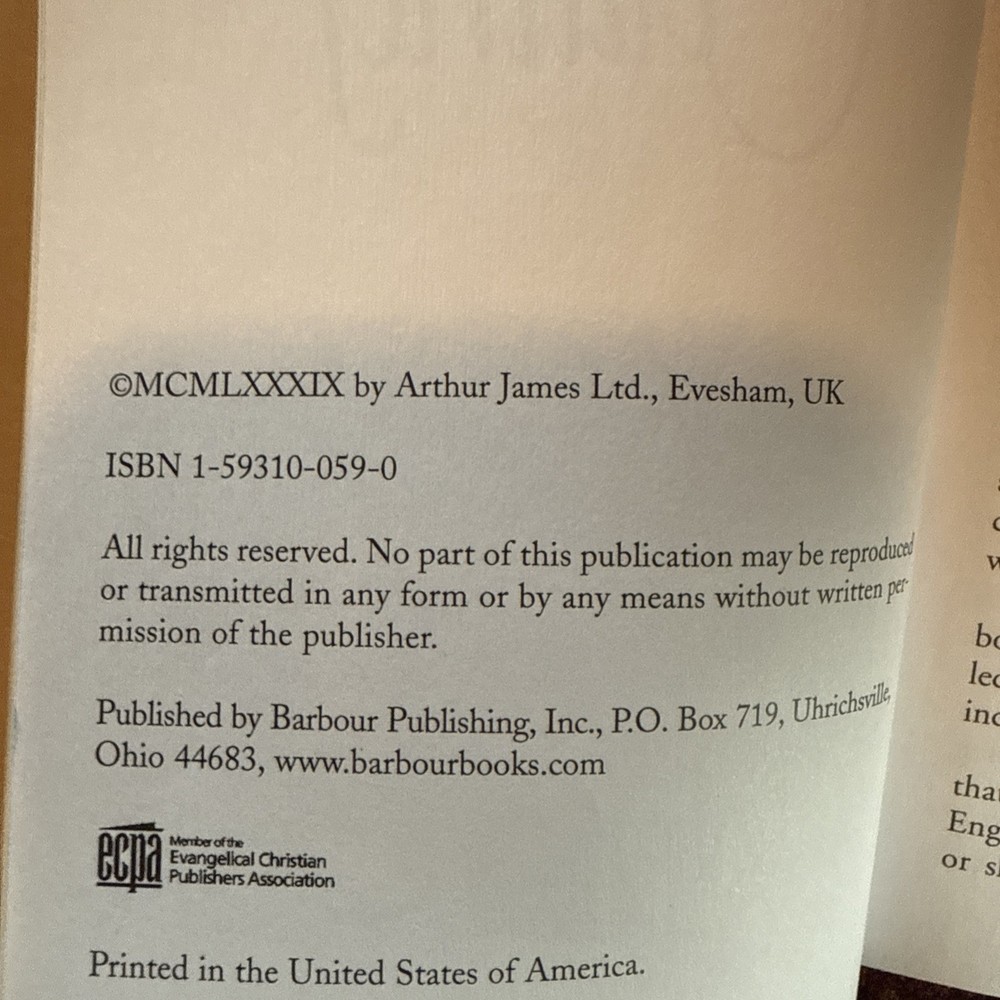 ©MCMLXXXIX by Arthur James Ltd., Evesham, UK
ISBN 1-59310-059-0
All rights reserved. No part of this publication may be reproduced
or transmitted in any form or by any means without written per-
mission of the publisher.
Published by Barbour Publishing, Inc., P.O. Box 719, Uhrichsville,
Ohio 44683, www.barbourbooks.com
ecpa
Member of the
Evangelical Christian
Publishers Association
Printed in the United States of America.
or